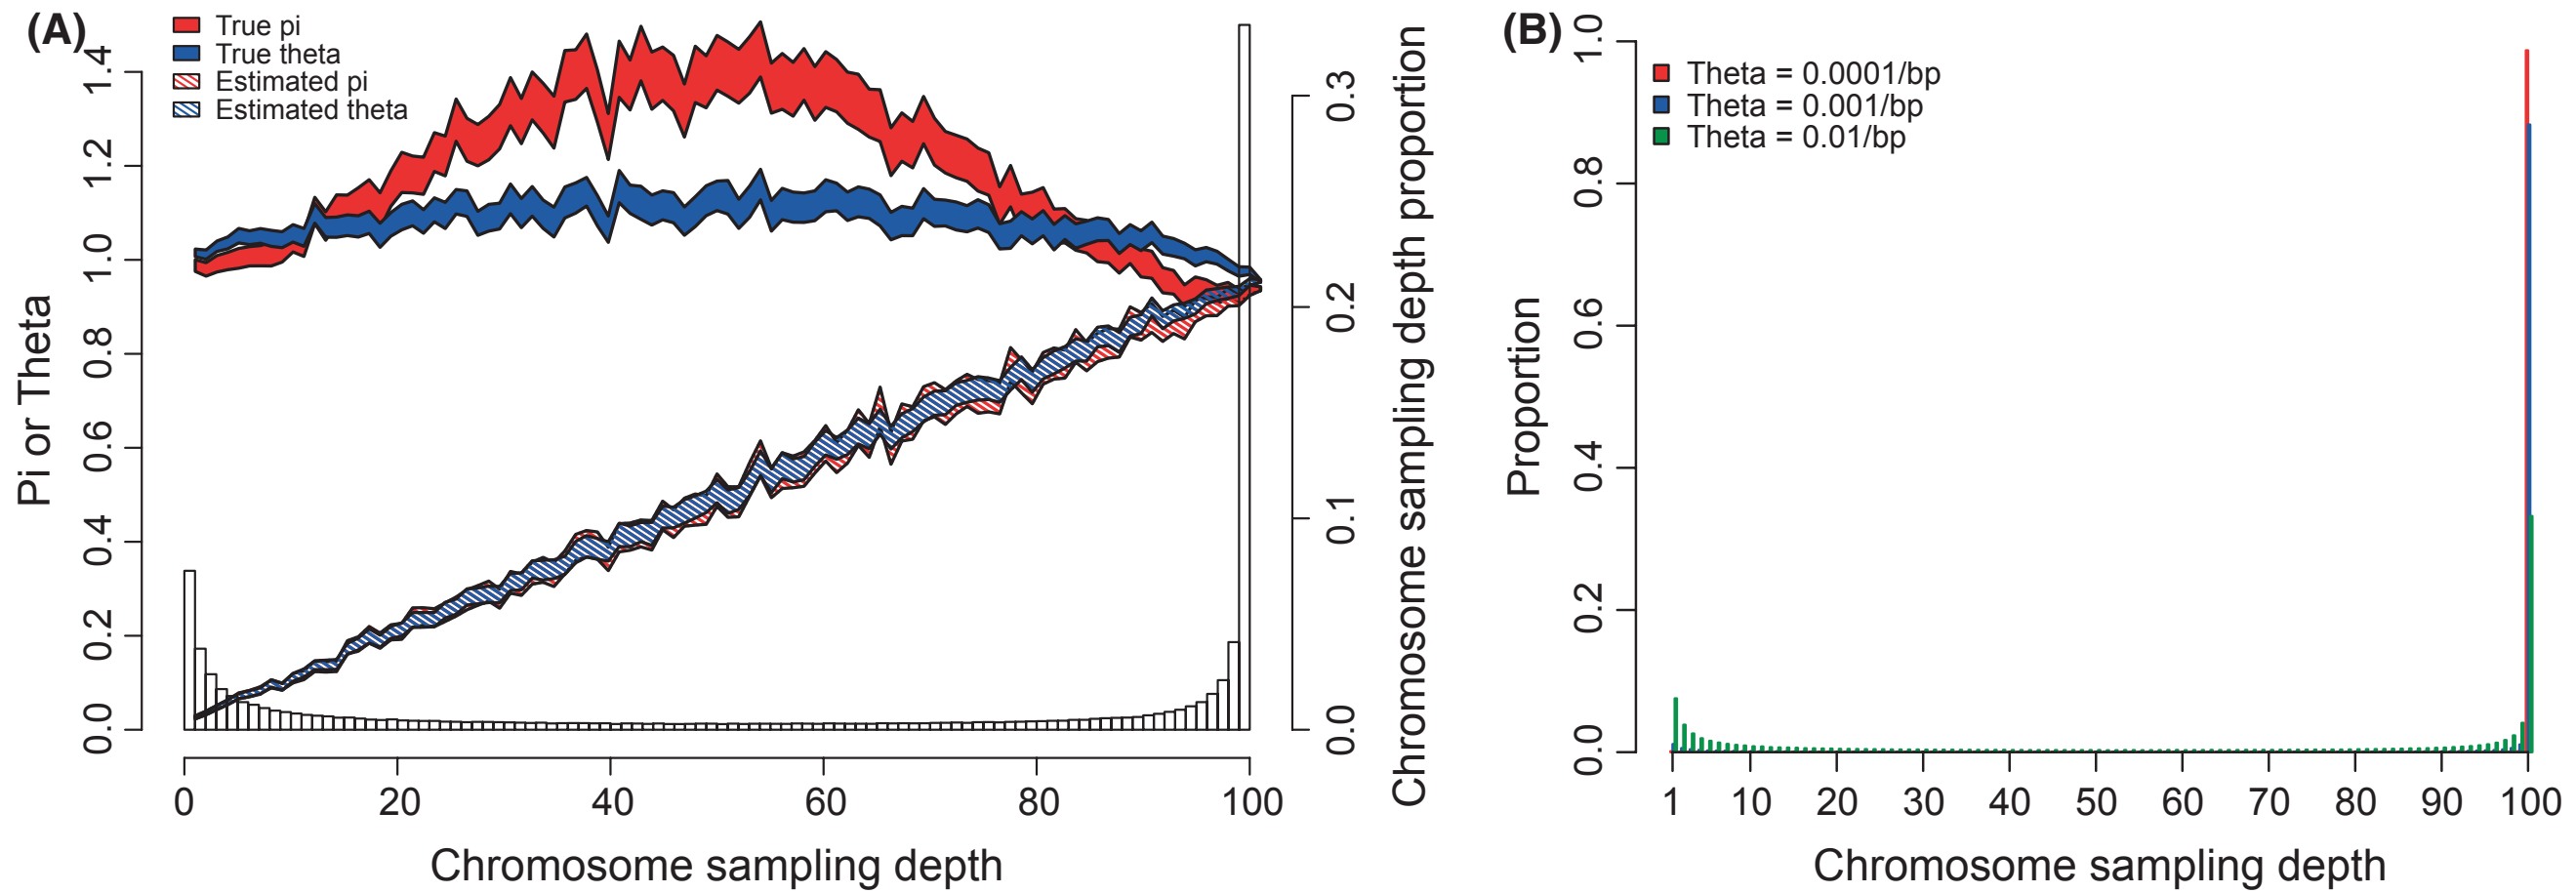 (A)
True pi
True theta
Estimated pi
Estimated theta
Pi or Theta
0.0 0.2 0.4 0.6 0.8 1.0 1.2 1.4
0 20 40 60 80 100
Chromosome sampling depth
0.0 0.1 0.2 0.3
Chromosome sampling depth proportion
(B)
Theta = 0.0001/bp
Theta = 0.001/bp
Theta = 0.01/bp
Proportion
0.0 0.2 0.4 0.6 0.8 1.0
1 10 20 30 40 50 60 70 80 90 100
Chromosome sampling depth